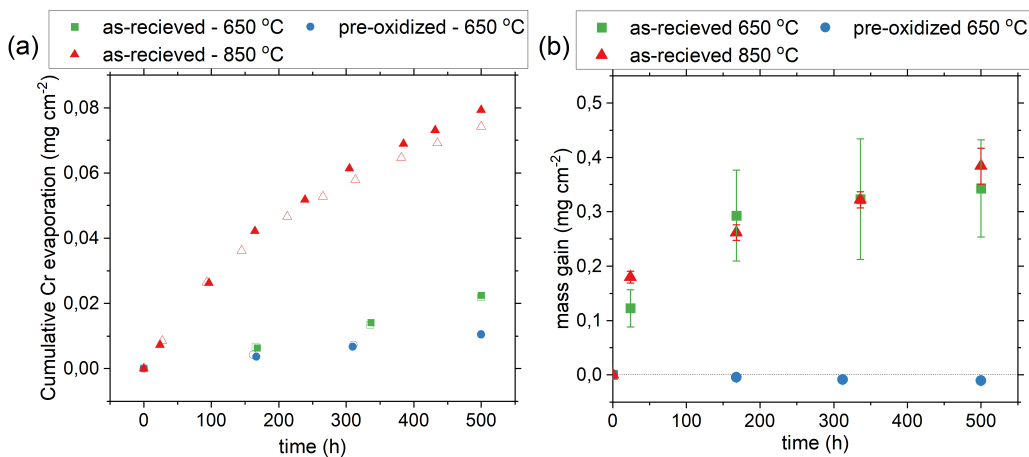 (a)
as-recieved - 650 °C pre-oxidized - 650 °C
as-recieved - 850 °C
Cumulative Cr evaporation (mg cm⁻²)
0,08
0,06
0,04
0,02
0,00
0 100 200 300 400 500
time (h)
(b)
as-recieved 650 °C pre-oxidized 650 °C
as-recieved 850 °C
mass gain (mg cm⁻²)
0,5
0,4
0,3
0,2
0,1
0,0
0 100 200 300 400 500
time (h)